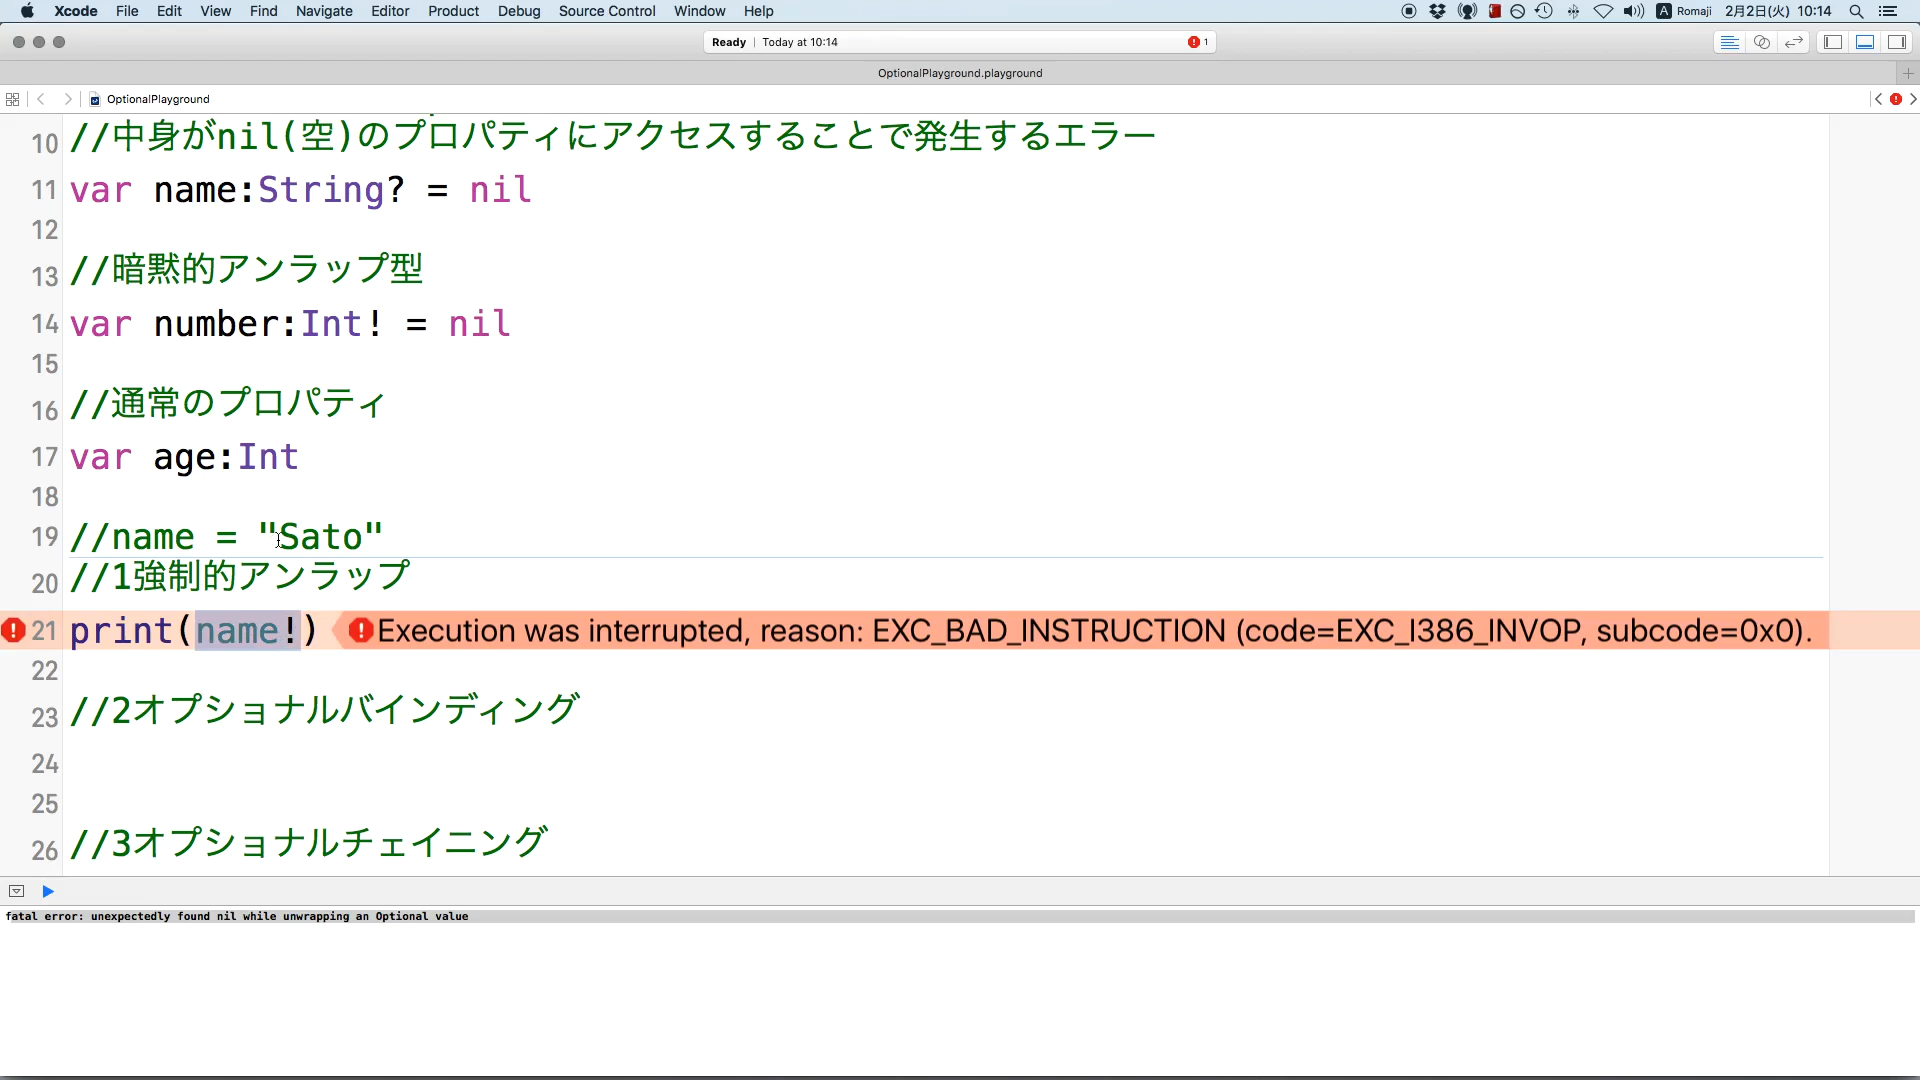 Xcode File Edit View Find Navigate Editor Product Debug Source Control Window Help A Romaji 2月2日(火) 10:14
Ready Today at 10:14 1
OptionalPlayground.playground
OptionalPlayground
10 //中身がnil(空)のプロパティにアクセスすることで発生するエラー
11 var name:String? = nil
12
13 //暗黙的アンラップ型
14 var number:Int! = nil
15
16 //通常のプロパティ
17 var age:Int
18
19 //name = "Sato"
20 //1強制的アンラップ
21 print(name!) Execution was interrupted, reason: EXC_BAD_INSTRUCTION (code=EXC_I386_INVOP, subcode=0x0).
22
23 //2オプショナルバインディング
24
25
26 //3オプショナルチェイニング
fatal error: unexpectedly found nil while unwrapping an Optional value